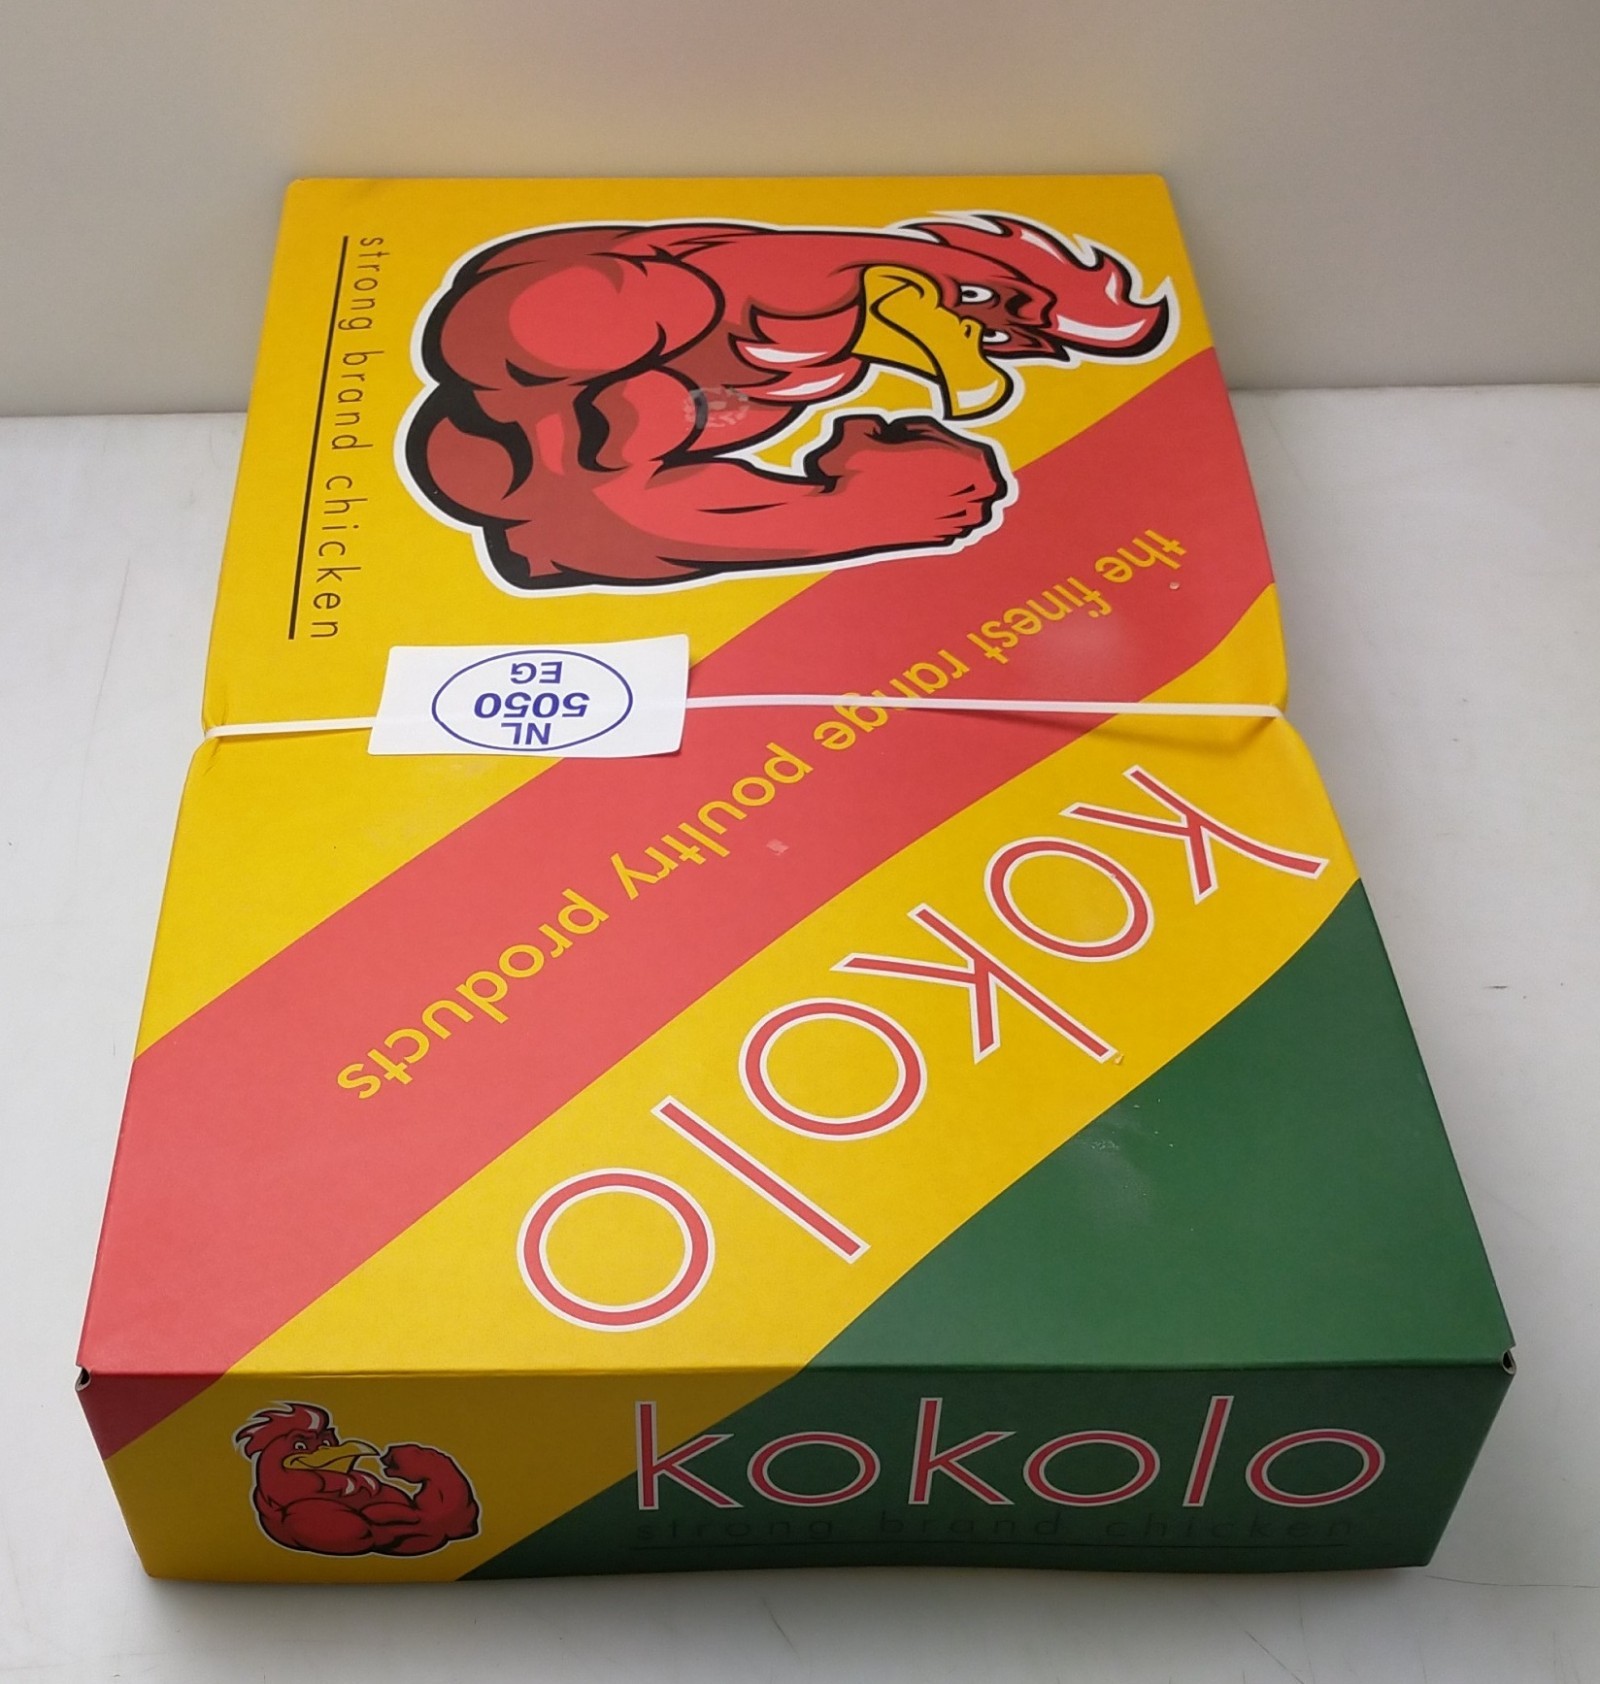 strong brand chicken
NL
5050
EG
the finest range poultry products
kokolo
kokolo
strong brand chicken